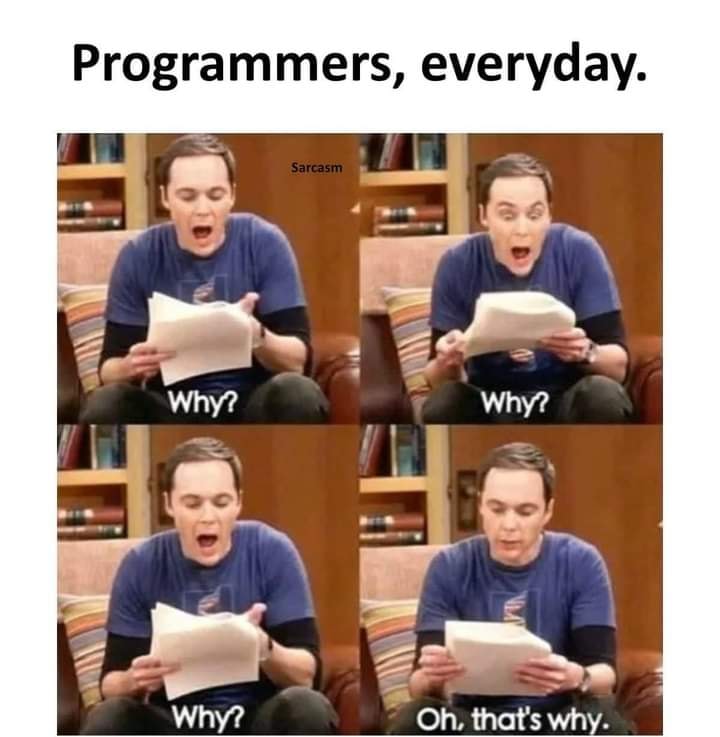 Programmers, everyday.
Sarcasm
Why?
Why?
Why?
Oh, that's why.